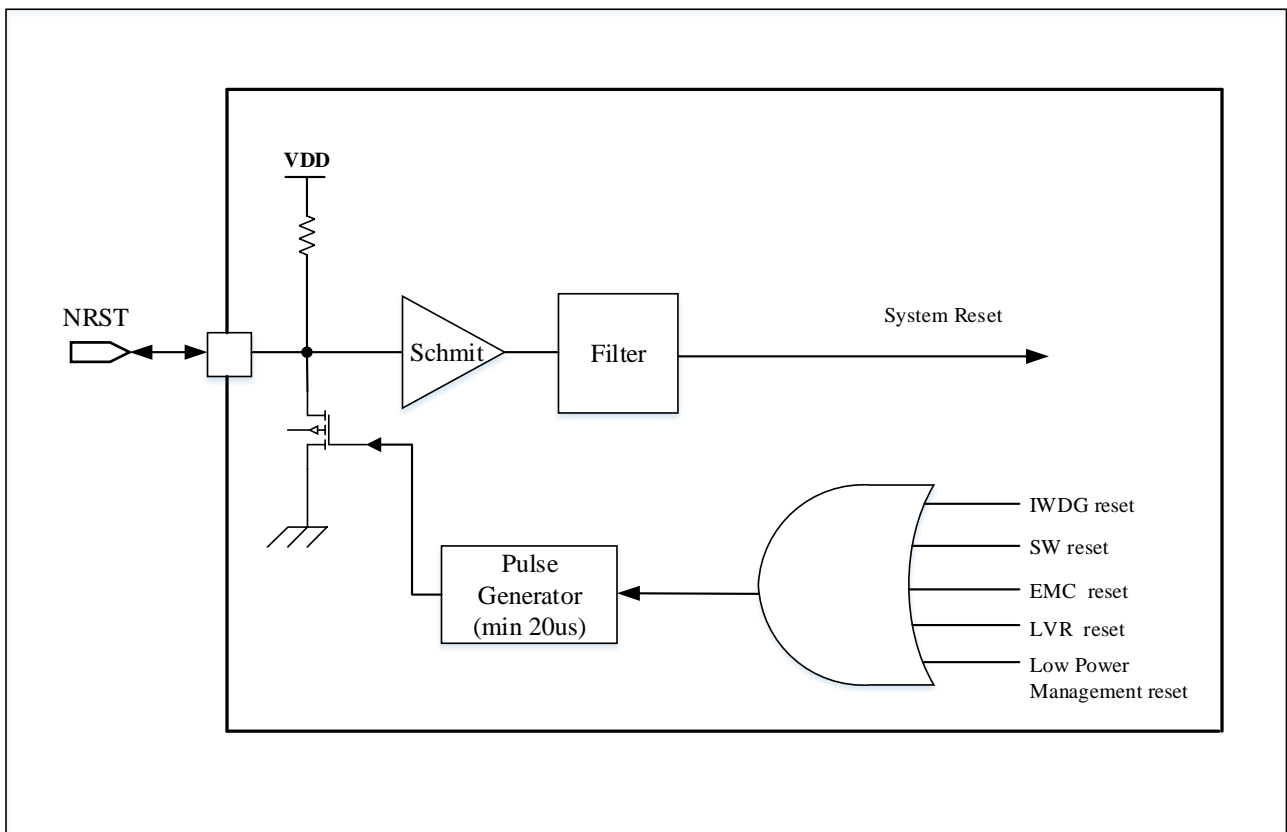 VDD
NRST
Schmit
Filter
System Reset
Pulse
Generator
(min 20us)
IWDG reset
SW reset
EMC reset
LVR reset
Low Power
Management reset